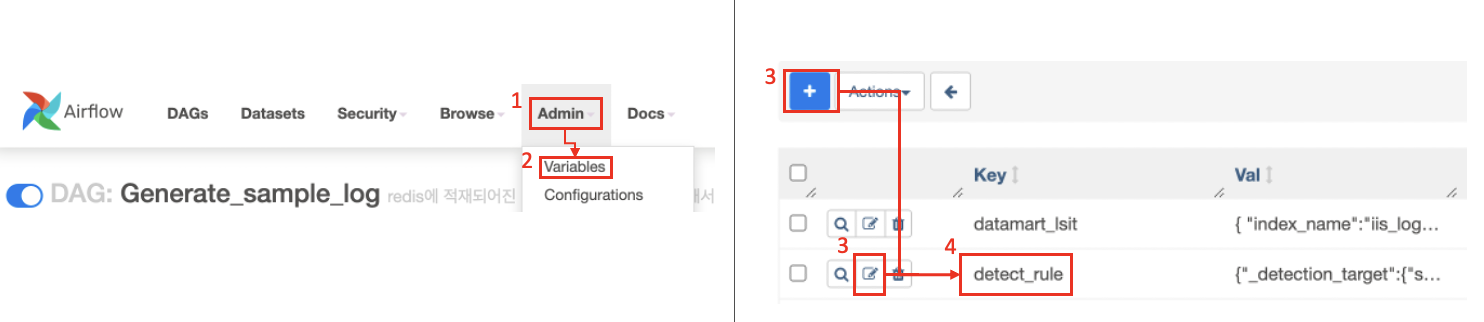 Airflow
DAGs
Datasets
Security
Browse
1
Admin
Docs
2
Variables
Configurations
DAG: Generate_sample_log redis에 적재되어진
해서
3
+
Actions
Key
Val
datamart_lsit
{ "index_name":"iis_log...
3
4
detect_rule
{"_detection_target":{"s...